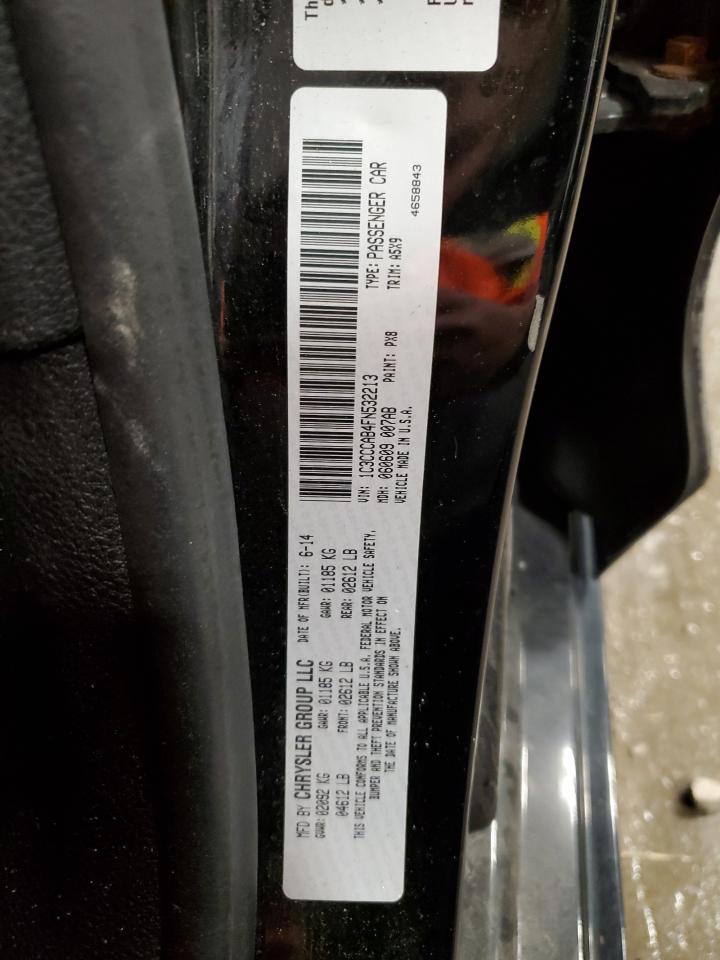 MFD BY CHRYSLER GROUP LLC DATE OF MFR(BUILT): 6-14
GVWR: 02092 KG GAWR: 01185 KG GAWR: 01185 KG
04612 LB FRONT: 02612 LB REAR: 02612 LB
THIS VEHICLE CONFORMS TO ALL APPLICABLE U.S.A. FEDERAL MOTOR VEHICLE SAFETY,
BUMPER AND THEFT PREVENTION STANDARDS IN EFFECT ON
THE DATE OF MANUFACTURE SHOWN ABOVE.
VIN: 1C3CCCAB4FN532213 TYPE: PASSENGER CAR
MDH: 060609 007AB PAINT: PX8 TRIM: A5X9
VEHICLE MADE IN U.S.A.
4658843
Th